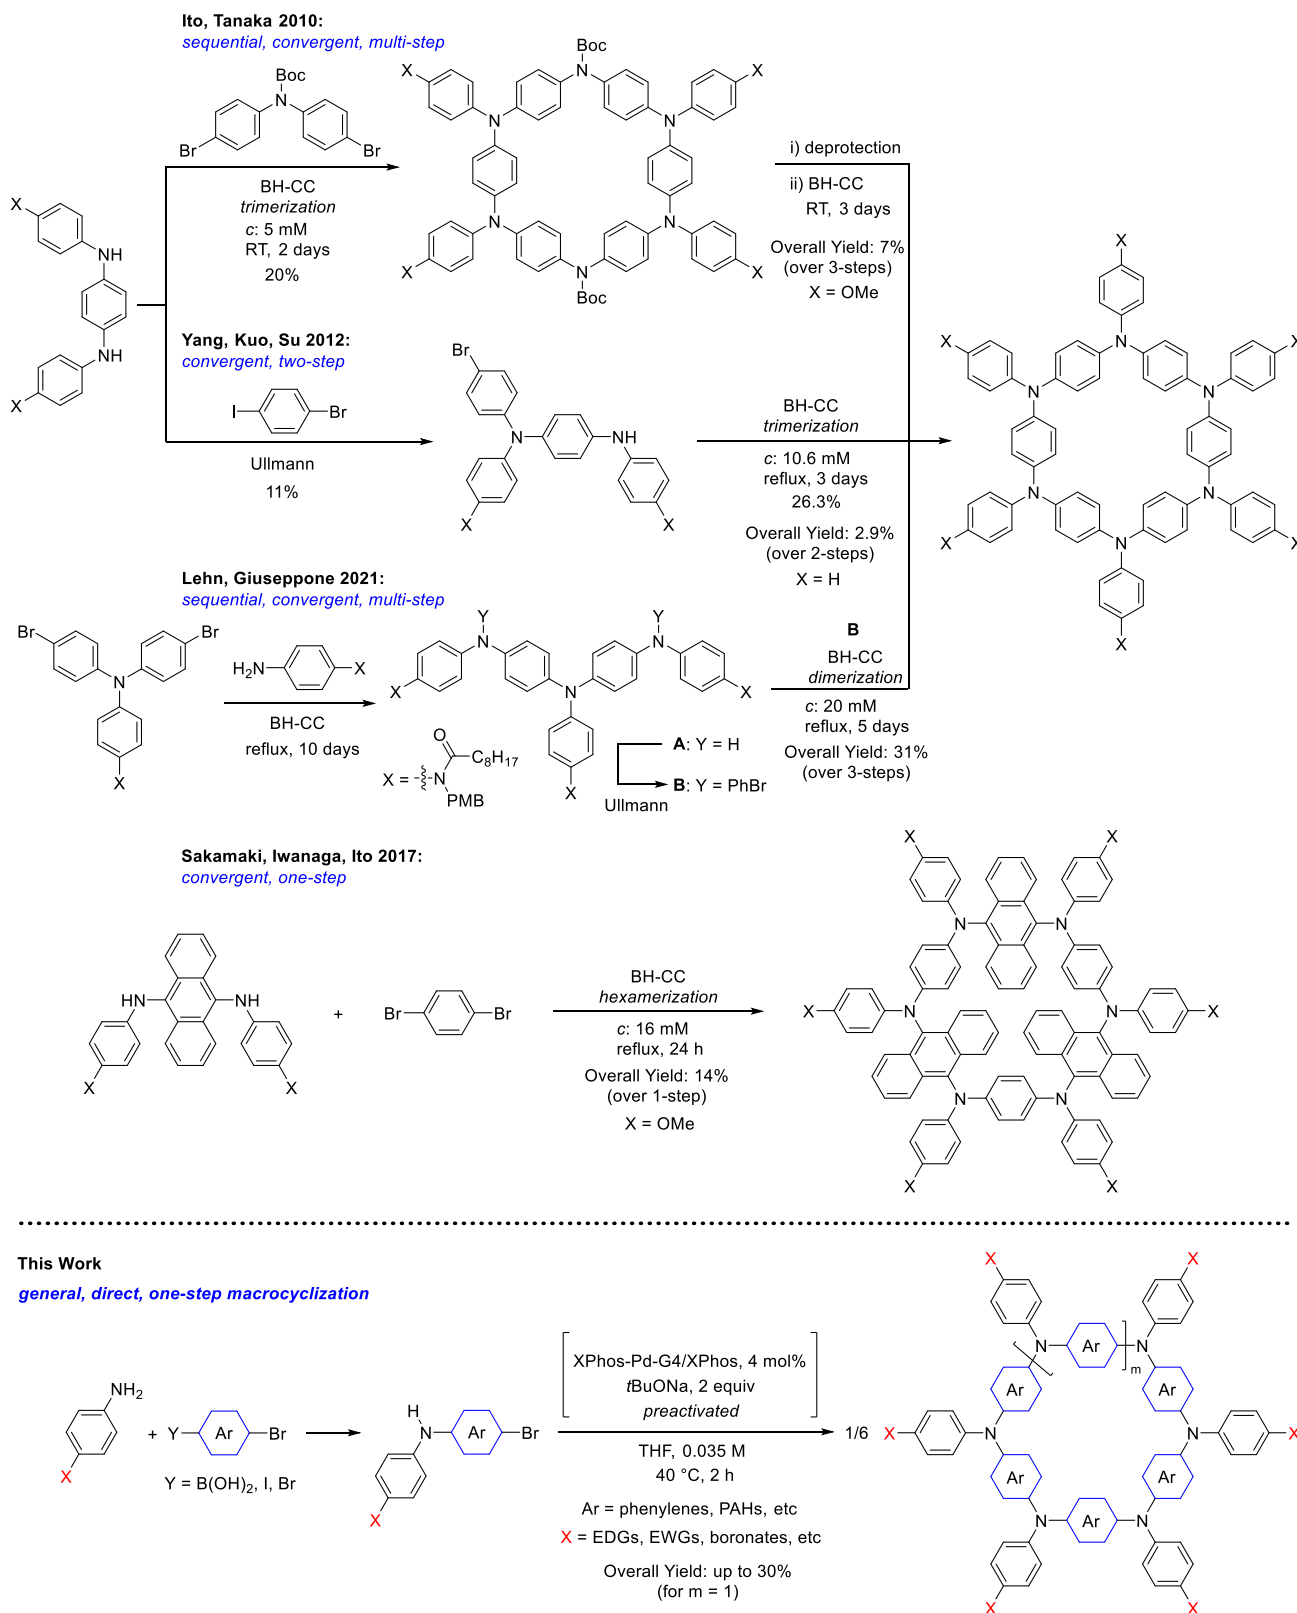 Ito, Tanaka 2010:
sequential, convergent, multi-step
Boc
N
Br
Br
BH-CC
trimerization
c: 5 mM
RT, 2 days
20%
X
NH
NH
X
Boc
X
N
X
N
N
N
N
X
N
X
Boc
i) deprotection
ii) BH-CC
RT, 3 days
Overall Yield: 7%
(over 3-steps)
X = OMe
Yang, Kuo, Su 2012:
convergent, two-step
I
Br
Ullmann
11%
Br
N
NH
X
X
BH-CC
trimerization
c: 10.6 mM
reflux, 3 days
26.3%
Overall Yield: 2.9%
(over 2-steps)
X = H
X
X
N
X
N
N
N
N
X
N
X
X
Lehn, Giuseppone 2021:
sequential, convergent, multi-step
Br
Br
N
X
H2N
X
BH-CC
reflux, 10 days
Y
Y
N
N
X
N
X
X
O
C8H17
X =
N
PMB
A: Y = H
B: Y = PhBr
Ullmann
B
BH-CC
dimerization
c: 20 mM
reflux, 5 days
Overall Yield: 31%
(over 3-steps)
Sakamaki, Iwanaga, Ito 2017:
convergent, one-step
HN
NH
X
X
+
Br
Br
BH-CC
hexamerization
c: 16 mM
reflux, 24 h
Overall Yield: 14%
(over 1-step)
X = OMe
X
X
N
N
X
N
N
X
N
N
X
X
This Work
general, direct, one-step macrocyclization
NH2
X
+
Y
Ar
Br
Y = B(OH)2, I, Br
H
N
Ar
Br
X
XPhos-Pd-G4/XPhos, 4 mol%
tBuONa, 2 equiv
preactivated
THF, 0.035 M
40 °C, 2 h
Ar = phenylenes, PAHs, etc
X = EDGs, EWGs, boronates, etc
Overall Yield: up to 30%
(for m = 1)
1/6
X
X
N
Ar
N
m
Ar
Ar
X
N
N
X
Ar
Ar
N
Ar
N
X
X